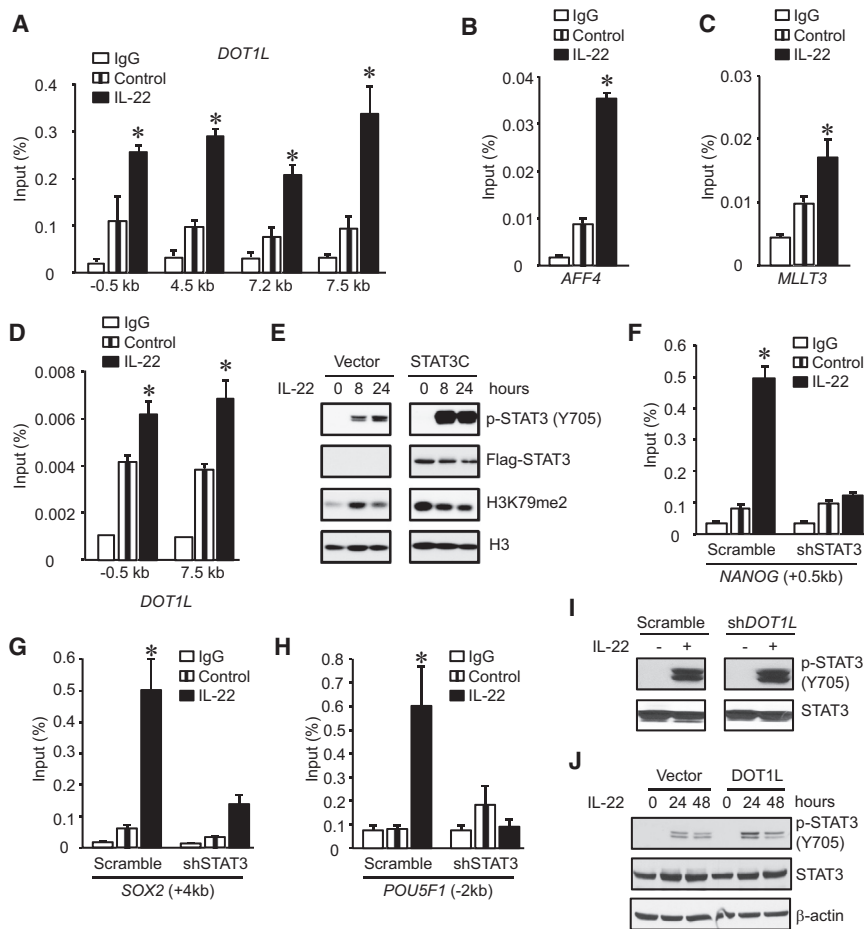 A
DOT1L
IgG
Control
IL-22
Input (%)
0.4
0.3
0.2
0.1
0
*
*
*
*
-0.5 kb 4.5 kb 7.2 kb 7.5 kb
B
IgG
Control
IL-22
Input (%)
0.04
0.03
0.02
0.01
0
*
AFF4
C
IgG
Control
IL-22
Input (%)
0.03
0.02
0.01
0
*
MLLT3
D
IgG
Control
IL-22
Input (%)
0.008
0.006
0.004
0.002
0
*
*
-0.5 kb 7.5 kb
DOT1L
E
Vector STAT3C
IL-22 0 8 24 0 8 24 hours
p-STAT3 (Y705)
Flag-STAT3
H3K79me2
H3
F
IgG
Control
IL-22
Input (%)
0.6
0.5
0.4
0.3
0.2
0.1
0
*
Scramble shSTAT3
NANOG (+0.5kb)
G
IgG
Control
IL-22
Input (%)
0.6
0.5
0.4
0.3
0.2
0.1
0
*
Scramble shSTAT3
SOX2 (+4kb)
H
IgG
Control
IL-22
Input (%)
0.8
0.7
0.6
0.5
0.4
0.3
0.2
0.1
0
*
Scramble shSTAT3
POU5F1 (-2kb)
I
Scramble shDOT1L
IL-22 - + - +
p-STAT3
(Y705)
STAT3
J
Vector DOT1L
IL-22 0 24 48 0 24 48 hours
p-STAT3
(Y705)
STAT3
β-actin